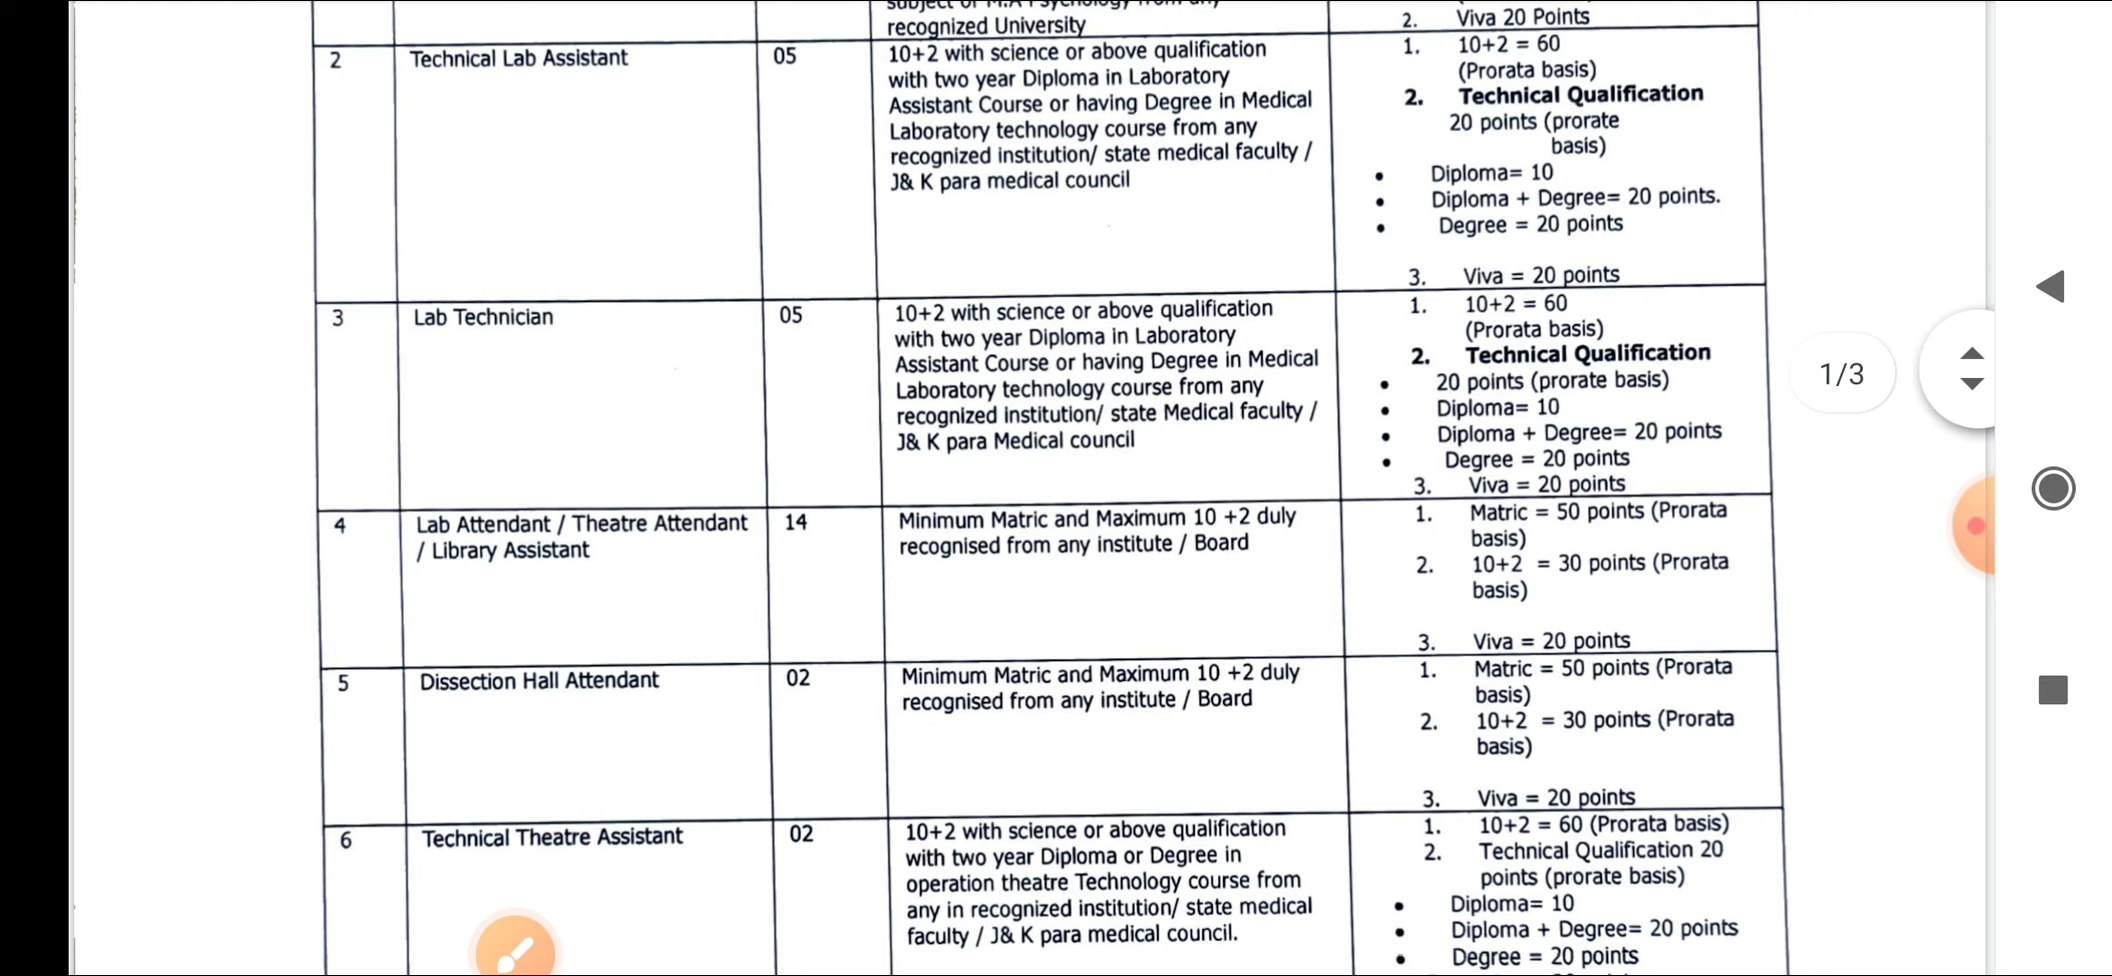 subject of M.A Psychology from any
recognized University
2. Viva 20 Points
2
Technical Lab Assistant
05
10+2 with science or above qualification
with two year Diploma in Laboratory
Assistant Course or having Degree in Medical
Laboratory technology course from any
recognized institution/ state medical faculty /
J& K para medical council
1. 10+2 = 60
(Prorata basis)
2. Technical Qualification
20 points (prorate
basis)
• Diploma= 10
• Diploma + Degree= 20 points.
• Degree = 20 points
3. Viva = 20 points
3
Lab Technician
05
10+2 with science or above qualification
with two year Diploma in Laboratory
Assistant Course or having Degree in Medical
Laboratory technology course from any
recognized institution/ state Medical faculty /
J& K para Medical council
1. 10+2 = 60
(Prorata basis)
2. Technical Qualification
• 20 points (prorate basis)
• Diploma= 10
• Diploma + Degree= 20 points
• Degree = 20 points
3. Viva = 20 points
4
Lab Attendant / Theatre Attendant
/ Library Assistant
14
Minimum Matric and Maximum 10 +2 duly
recognised from any institute / Board
1. Matric = 50 points (Prorata
basis)
2. 10+2 = 30 points (Prorata
basis)
3. Viva = 20 points
5
Dissection Hall Attendant
02
Minimum Matric and Maximum 10 +2 duly
recognised from any institute / Board
1. Matric = 50 points (Prorata
basis)
2. 10+2 = 30 points (Prorata
basis)
3. Viva = 20 points
6
Technical Theatre Assistant
02
10+2 with science or above qualification
with two year Diploma or Degree in
operation theatre Technology course from
any in recognized institution/ state medical
faculty / J& K para medical council.
1. 10+2 = 60 (Prorata basis)
2. Technical Qualification 20
points (prorate basis)
• Diploma= 10
• Diploma + Degree= 20 points
• Degree = 20 points
1/3